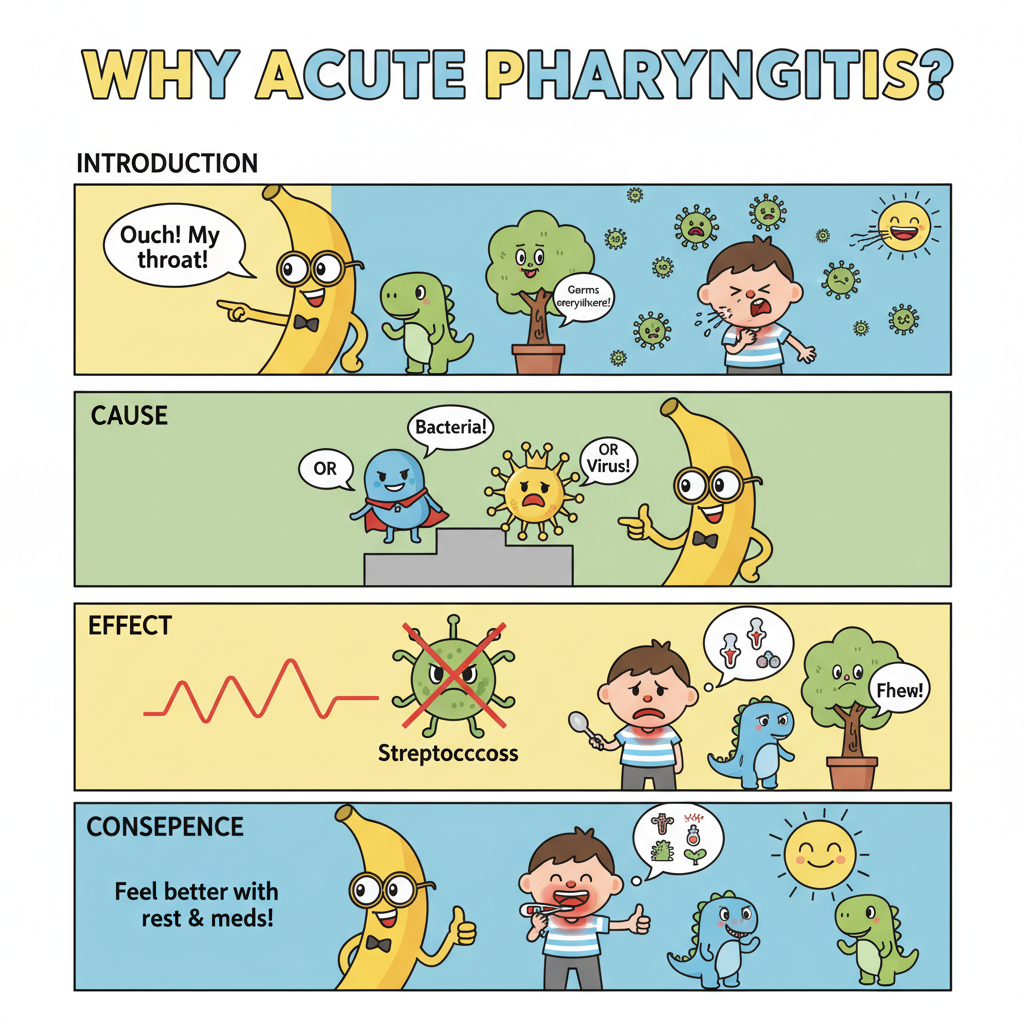 WHY ACUTE PHARYNGITIS?
INTRODUCTION
Ouch! My
throat!
Germs
CAUSE
OR
Bacteria!
OR
Virus!
EFFECT
Streptocccoss
Fhew!
CONSEPENCE
Feel better with
rest & meds!